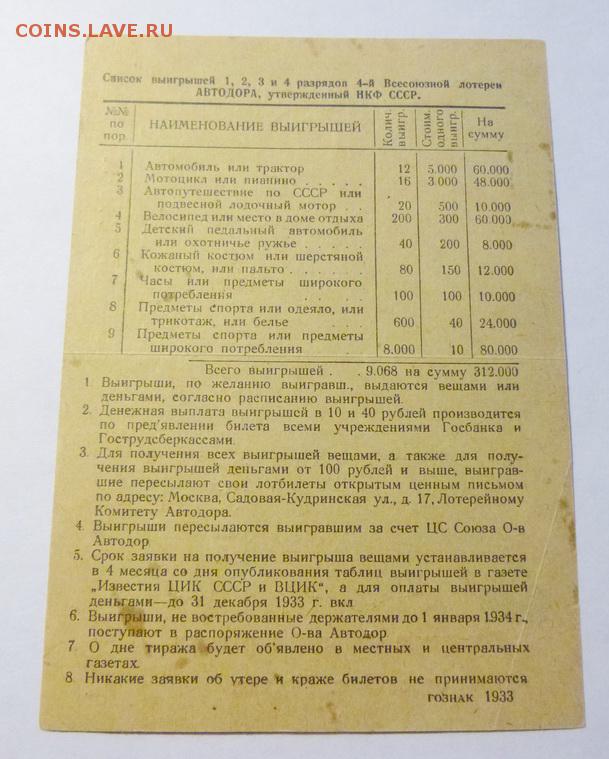 COINS.LAVE.RU
Список выигрышей 1, 2, 3 и 4 разрядов 4-й Всесоюзной лотереи
АВТОДОРА, утвержденный НКФ СССР.
№№ по пор. НАИМЕНОВАНИЕ ВЫИГРЫШЕЙ Колич. выигр. Стоим. одного выигр. На сумму
1 Автомобиль или трактор 12 5.000 60.000
2 Мотоцикл или пианино . . . . . 16 3 000 48.000
3 Автопутешествие по СССР или
подвесной лодочный мотор . . 20 500 10.000
4 Велосипед или место в доме отдыха 200 300 60.000
5 Детский педальный автомобиль
или охотничье ружье . . . . . 40 200 8.000
6 Кожаный костюм или шерстяной
костюм, или пальто . . . . . . 80 150 12.000
7 Часы или предметы широкого
потребления . . . . . 100 100 10.000
8 Предметы спорта или одеяло, или
трикотаж, или белье . . . . . 600 40 24.000
9 Предметы спорта или предметы
широкого потребления . . . . 8.000 10 80.000
Всего выигрышей . . 9.068 на сумму 312.000
1. Выигрыши, по желанию выигравш., выдаются вещами или
деньгами, согласно расписанию выигрышей.
2. Денежная выплата выигрышей в 10 и 40 рублей производится
по пред'явлении билета всеми учреждениями Госбанка и
Гострудсберкассами.
3. Для получения всех выигрышей вещами, а также для полу-
чения выигрышей деньгами от 100 рублей и выше, выиграв-
шие пересылают свои лотбилеты открытым ценным письмом
по адресу: Москва, Садовая-Кудринская ул., д. 17, Лотерейному
Комитету Автодора.
4. Выигрыши пересылаются выигравшим за счет ЦС Союза О-в
Автодор
5. Срок заявки на получение выигрыша вещами устанавливается
в 4 месяца со дня опубликования таблиц выигрышей в газете
„Известия ЦИК СССР и ВЦИК“, а для оплаты выигрышей
деньгами—до 31 декабря 1933 г. вкл
6. Выигрыши, не востребованные держателями до 1 января 1934 г.,
поступают в распоряжение О-ва Автодор
7 О дне тиража будет об'явлено в местных и центральных
газетах.
8 Никакие заявки об утере и краже билетов не принимаются
ГОЗНАК 1933